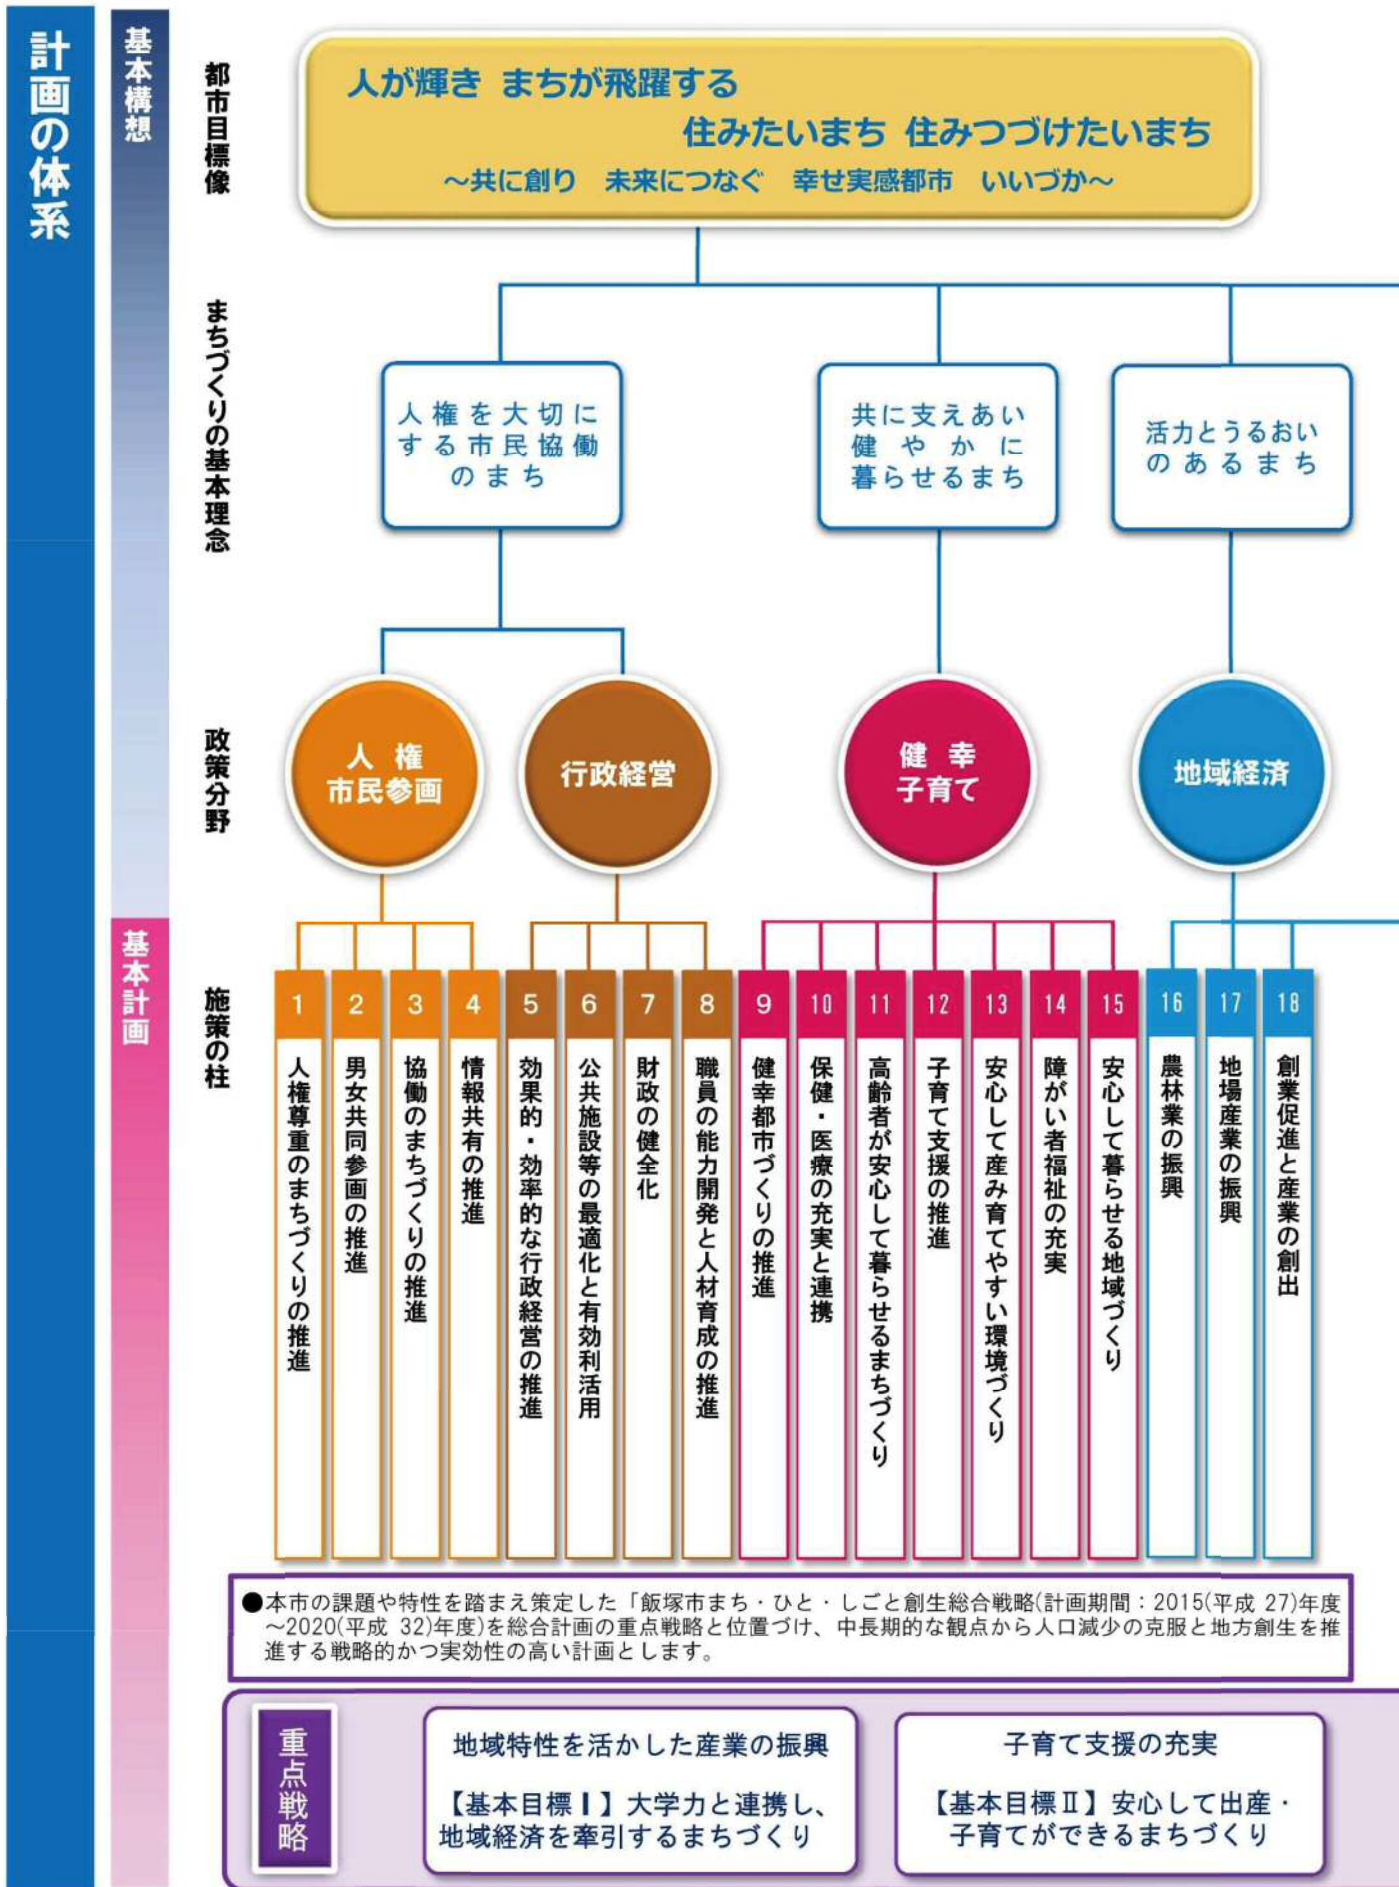 計画の体系
基本構想
都市目標像
人が輝き まちが飛躍する
住みたいまち 住みつづけたいまち
～共に創り 未来につなぐ 幸せ実感都市 いいづか～
まちづくりの基本理念
人権を大切に
する市民協働
のまち
共に支えあい
健やかに
暮らせるまち
活力とうるおい
のあるまち
政策分野
人権
市民参画
行政経営
健幸
子育て
地域経済
基本計画
施策の柱
1
人権尊重のまちづくりの推進
2
男女共同参画の推進
3
協働のまちづくりの推進
4
情報共有の推進
5
効果的・効率的な行政経営の推進
6
公共施設等の最適化と有効利活用
7
財政の健全化
8
職員の能力開発と人材育成の推進
9
健幸都市づくりの推進
10
保健・医療の充実と連携
11
高齢者が安心して暮らせるまちづくり
12
子育て支援の推進
13
安心して産み育てやすい環境づくり
14
障がい者福祉の充実
15
安心して暮らせる地域づくり
16
農林業の振興
17
地場産業の振興
18
創業促進と産業の創出
●本市の課題や特性を踏まえ策定した「飯塚市まち・ひと・しごと創生総合戦略(計画期間：2015(平成 27)年度
～2020(平成 32)年度)を総合計画の重点戦略と位置づけ、中長期的な観点から人口減少の克服と地方創生を推
進する戦略的かつ実効性の高い計画とします。
重点戦略
地域特性を活かした産業の振興
【基本目標Ⅰ】大学力と連携し、
地域経済を牽引するまちづくり
子育て支援の充実
【基本目標Ⅱ】安心して出産・
子育てができるまちづくり